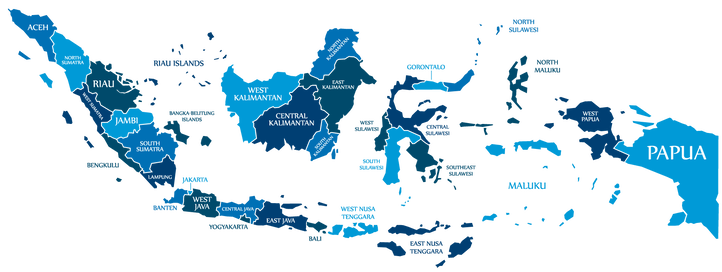 ACEH
NORTH
SUMATRA
RIAU
RIAU ISLANDS
WEST SUMATRA
JAMBI
BANGKA-BELITUNG
ISLANDS
SOUTH
SUMATRA
BENGKULU
LAMPUNG
JAKARTA
BANTEN
WEST
JAVA
CENTRAL JAVA
YOGYAKARTA
EAST JAVA
BALI
WEST NUSA
TENGGARA
EAST NUSA
TENGGARA
NORTH
KALIMANTAN
WEST
KALIMANTAN
EAST
KALIMANTAN
CENTRAL
KALIMANTAN
SOUTH
KALIMANTAN
GORONTALO
NORTH
SULAWESI
WEST
SULAWESI
CENTRAL
SULAWESI
SOUTH
SULAWESI
SOUTHEAST
SULAWESI
NORTH
MALUKU
MALUKU
WEST
PAPUA
PAPUA